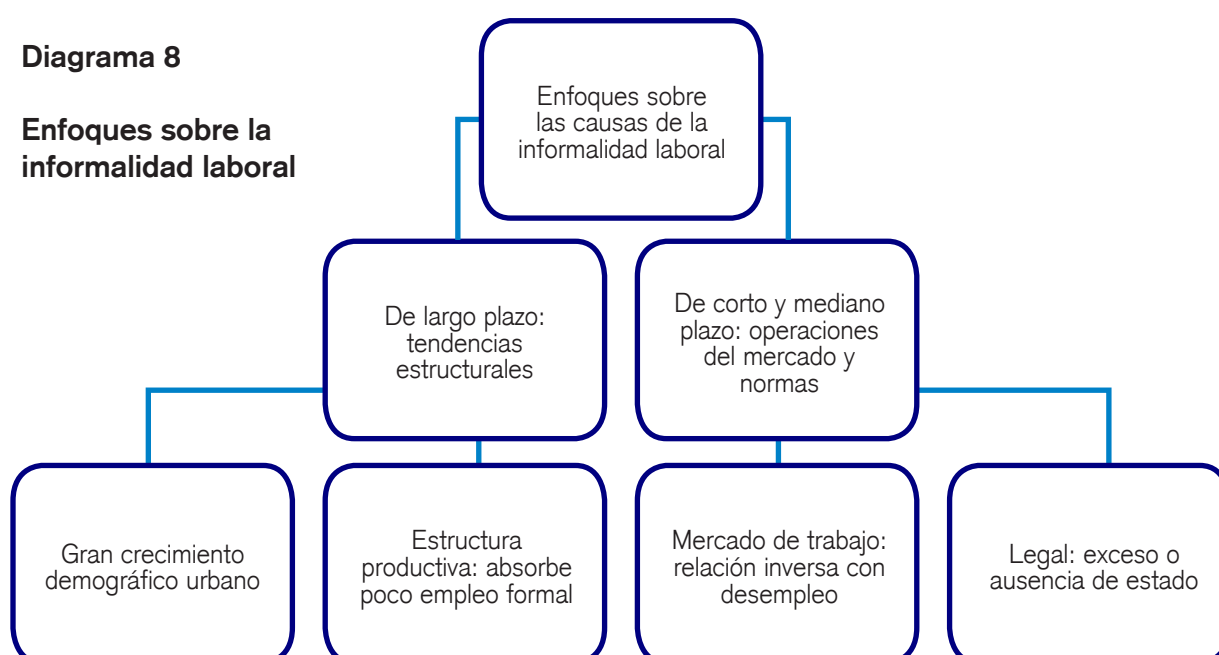 Diagrama 8
Enfoques sobre la
informalidad laboral
Enfoques sobre
las causas de la
informalidad laboral
De largo plazo:
tendencias
estructurales
De corto y mediano
plazo: operaciones
del mercado y
normas
Gran crecimiento
demográfico urbano
Estructura
productiva: absorbe
poco empleo formal
Mercado de trabajo:
relación inversa con
desempleo
Legal: exceso o
ausencia de estado